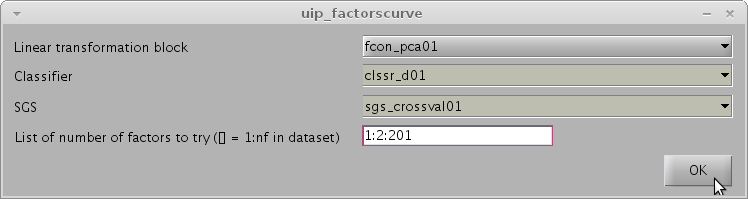 uip_factorscurve
Linear transformation block fcon_pca01
Classifier clssr_d01
SGS sgs_crossval01
List of number of factors to try ([] = 1:nf in dataset) 1:2:201
OK